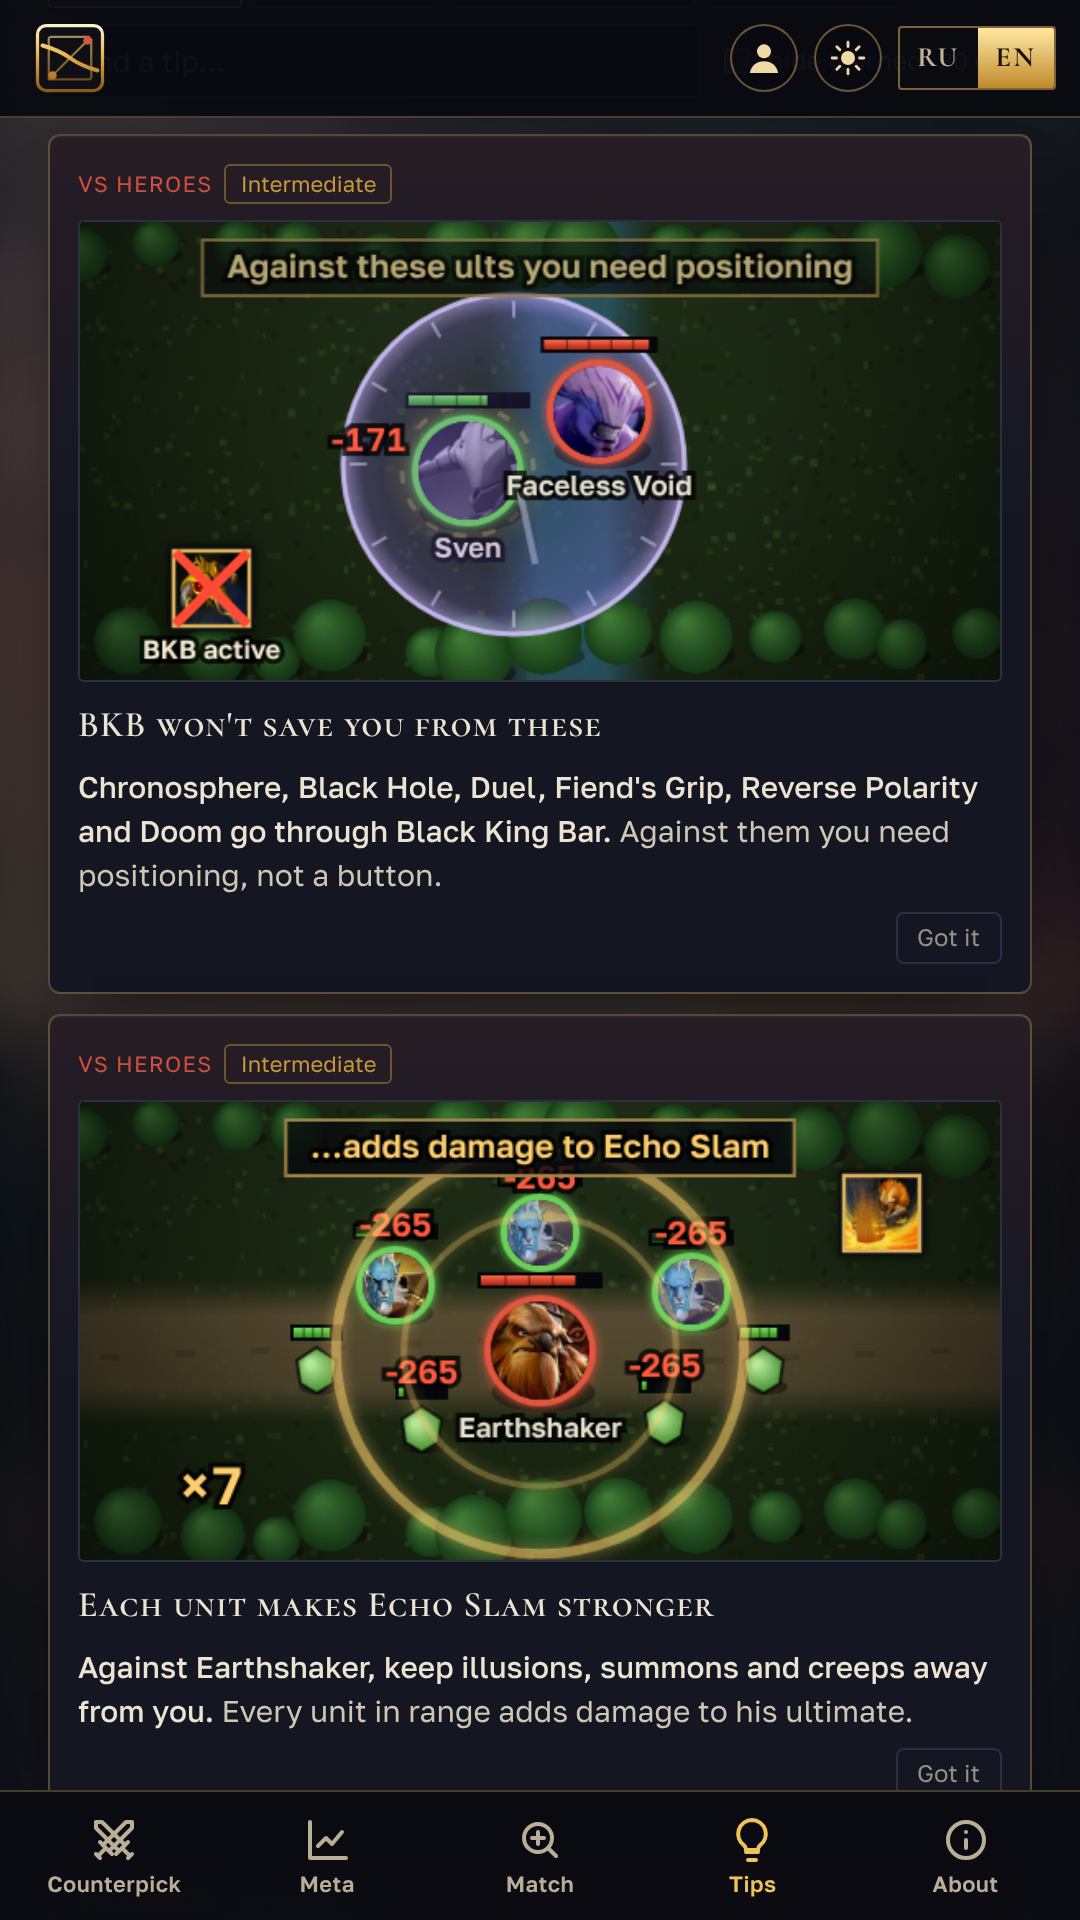 nd a tip...
RU EN
VS HEROES Intermediate
Against these ults you need positioning
-171
Faceless Void
Sven
BKB active
BKB won't save you from these
Chronosphere, Black Hole, Duel, Fiend's Grip, Reverse Polarity
and Doom go through Black King Bar. Against them you need
positioning, not a button.
Got it
VS HEROES Intermediate
...adds damage to Echo Slam
-265
-265
-265
-265
-265
Earthshaker
×7
Each unit makes Echo Slam stronger
Against Earthshaker, keep illusions, summons and creeps away
from you. Every unit in range adds damage to his ultimate.
Got it
Counterpick Meta Match Tips About